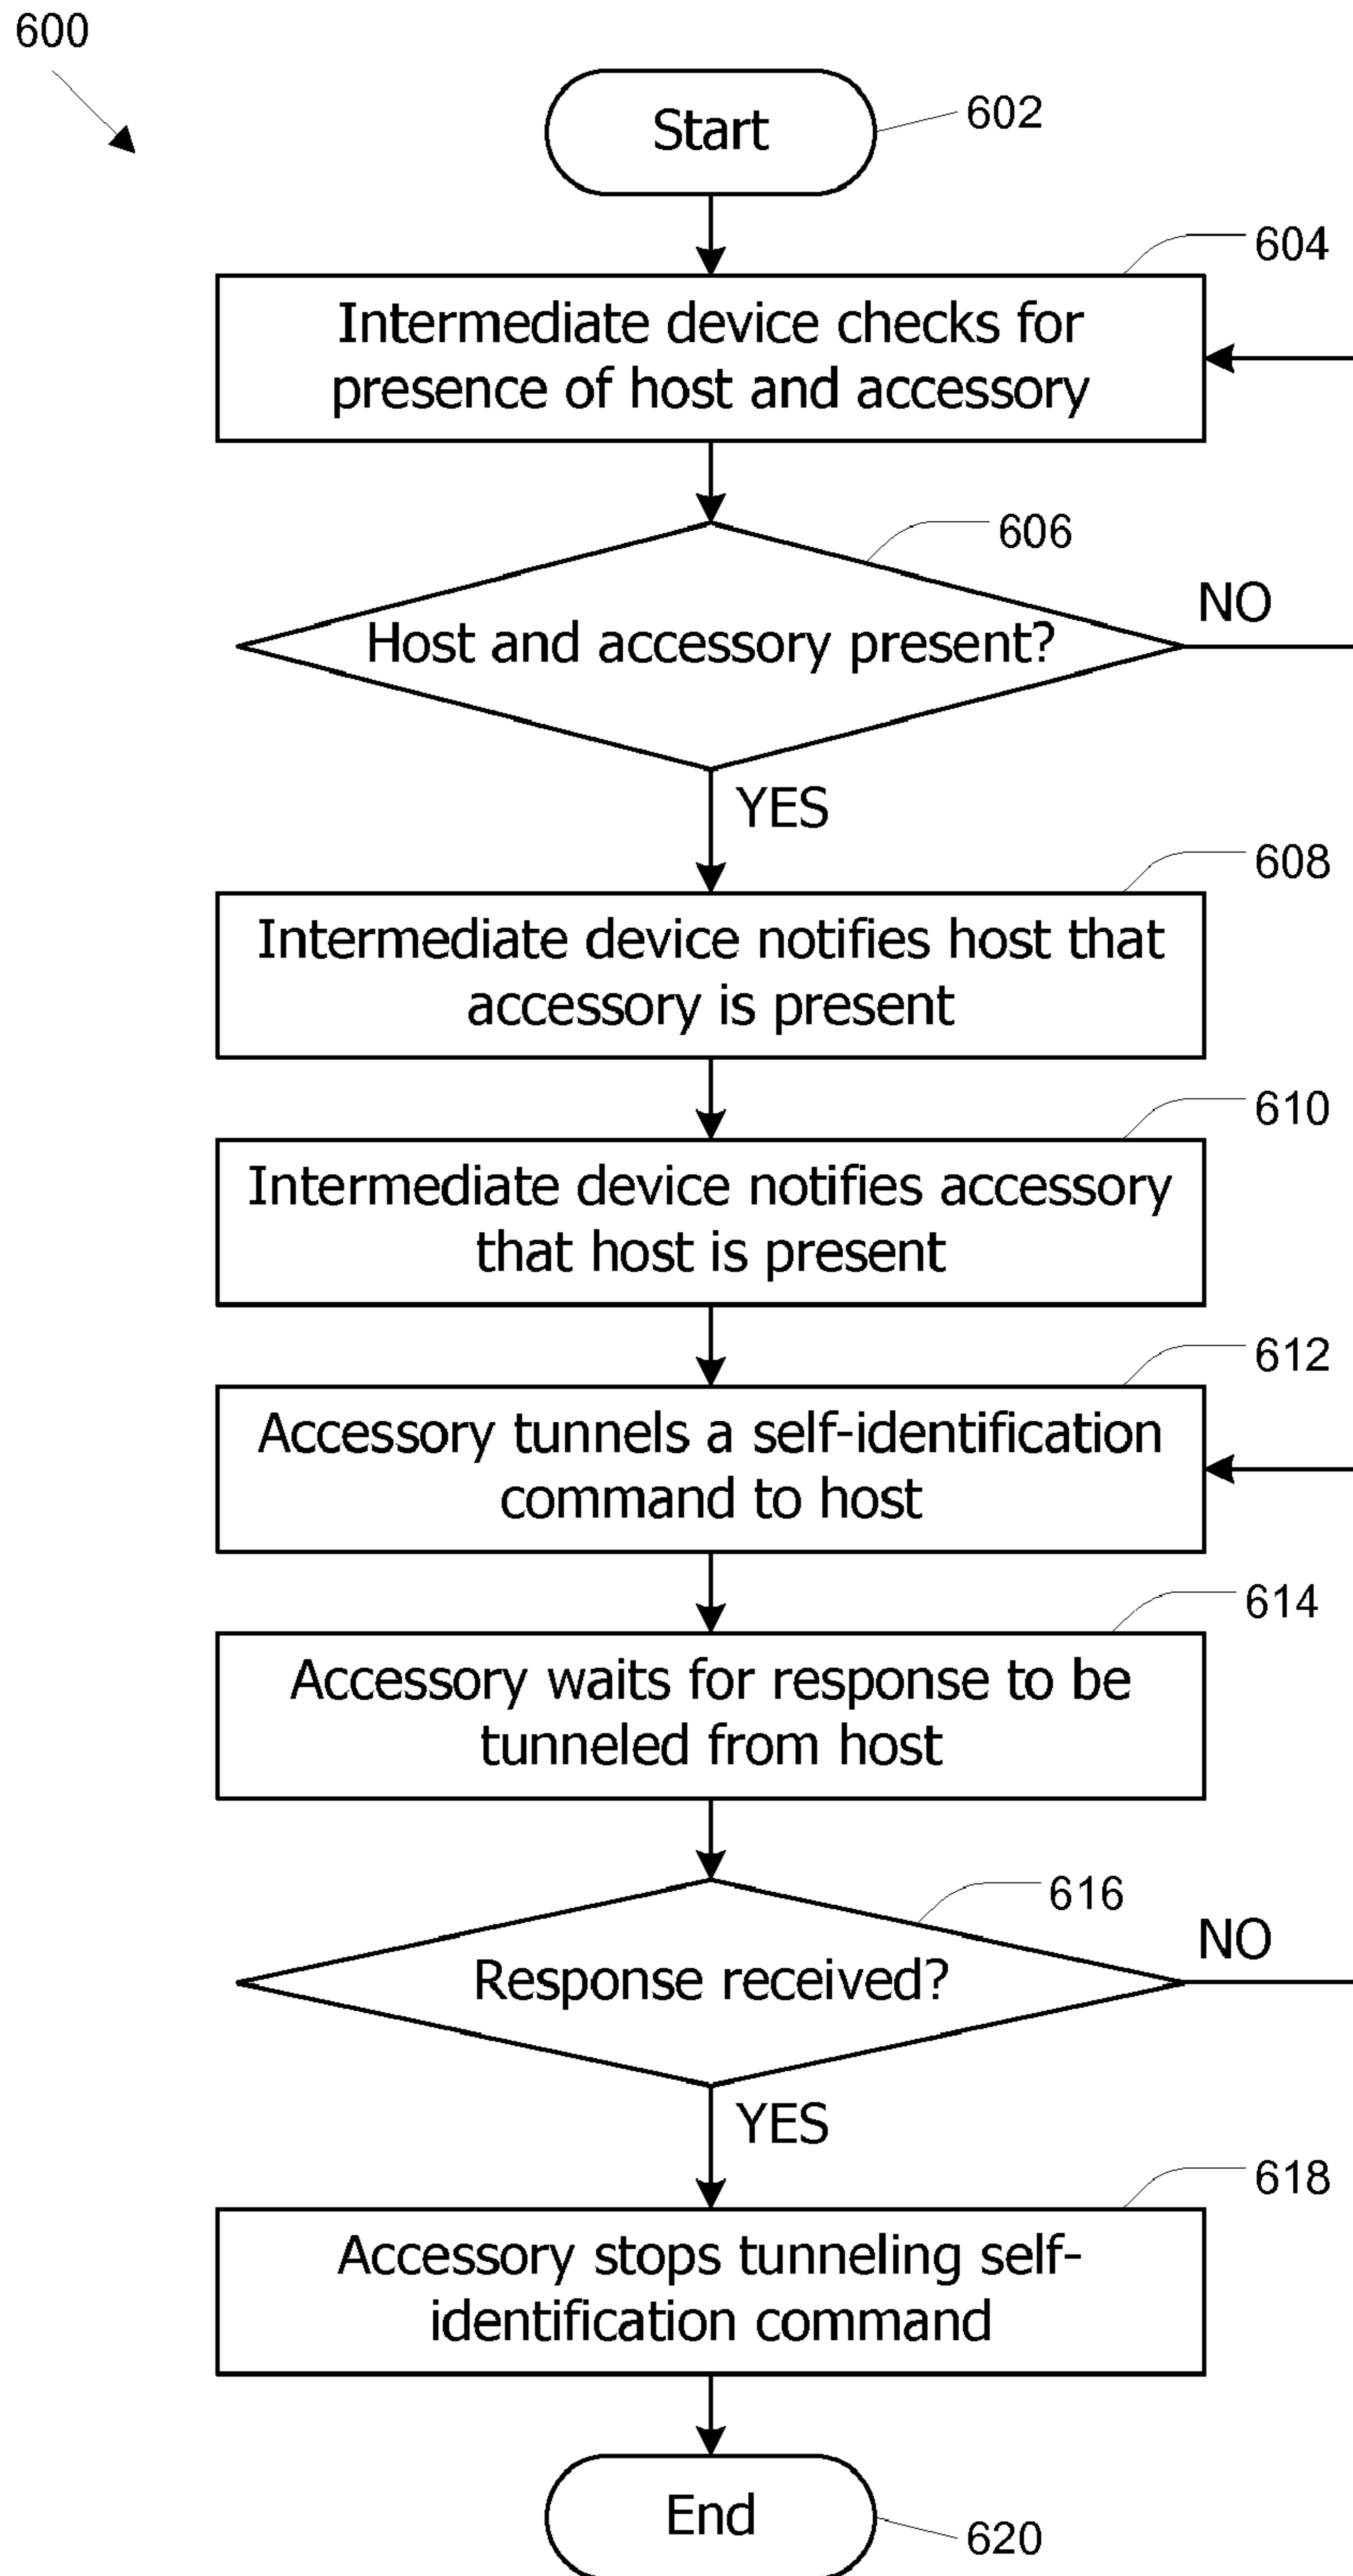 600
Start
602
604
Intermediate device checks for
presence of host and accessory
606
Host and accessory present?
NO
YES
608
Intermediate device notifies host that
accessory is present
610
Intermediate device notifies accessory
that host is present
612
Accessory tunnels a self-identification
command to host
614
Accessory waits for response to be
tunneled from host
616
Response received?
NO
YES
618
Accessory stops tunneling self-
identification command
End
620